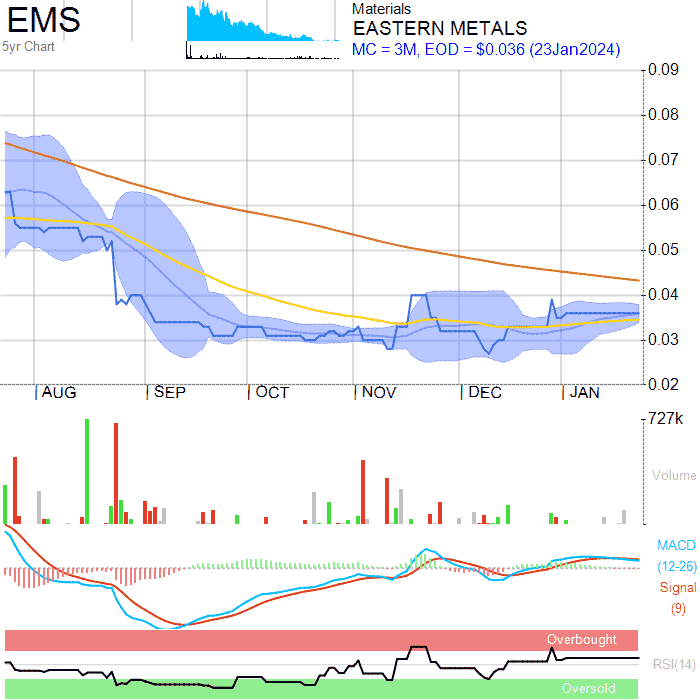 EMS
5yr Chart
Materials
EASTERN METALS
MC = 3M, EOD = $0.036 (23Jan2024)
0.09
0.08
0.07
0.06
0.05
0.04
0.03
0.02
AUG SEP OCT NOV DEC JAN
727k
Volume
MACD
(12-26)
Signal
(9)
Overbought
RSI(14)
Oversold